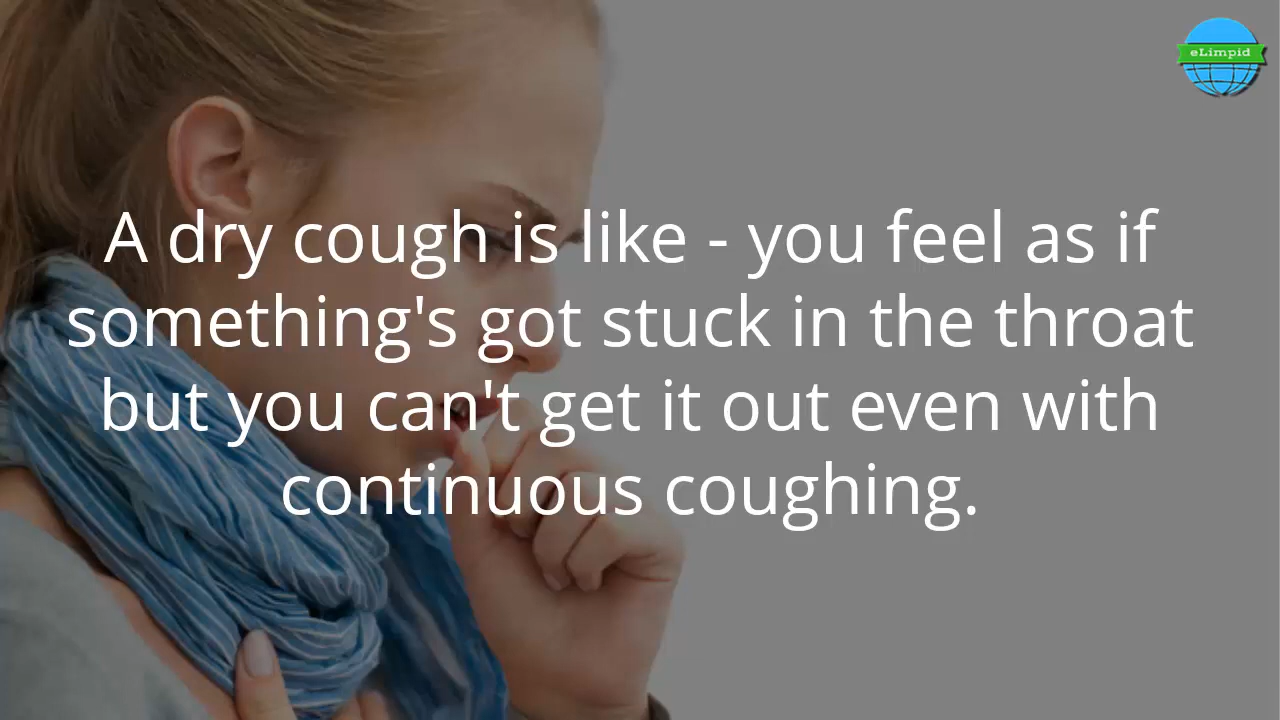 eLimpid
A dry cough is like - you feel as if
something's got stuck in the throat
but you can't get it out even with
continuous coughing.